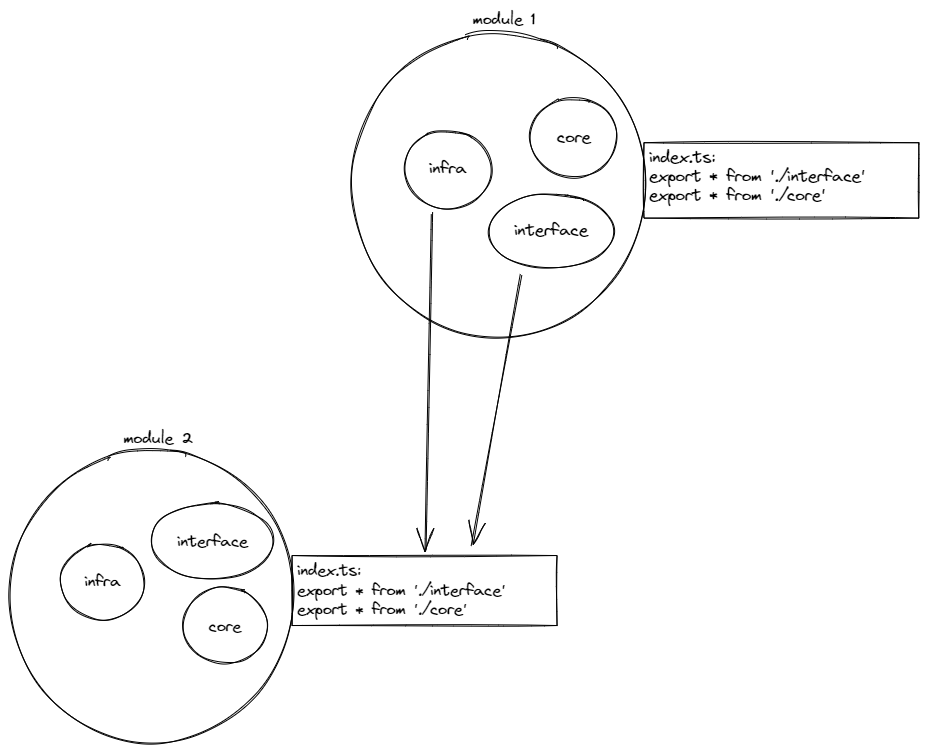 module 1
core
infra
interface
index.ts:
export * from './interface'
export * from './core'
module 2
interface
infra
core
index.ts:
export * from './interface'
export * from './core'